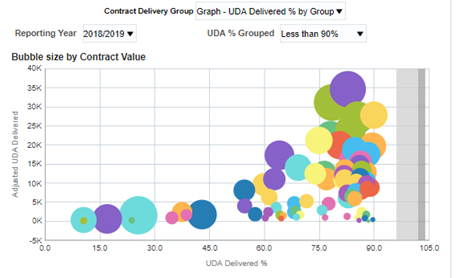 Contract Delivery Group Graph - UDA Delivered % by Group
Reporting Year 2018/2019 UDA % Grouped Less than 90%
Bubble size by Contract Value
40K
35K
30K
25K
20K
15K
10K
5K
0K
-5K
Adjusted UDA delivered
0.0 15.0 30.0 45.0 60.0 75.0 90.0 105.0
UDA Delivered %